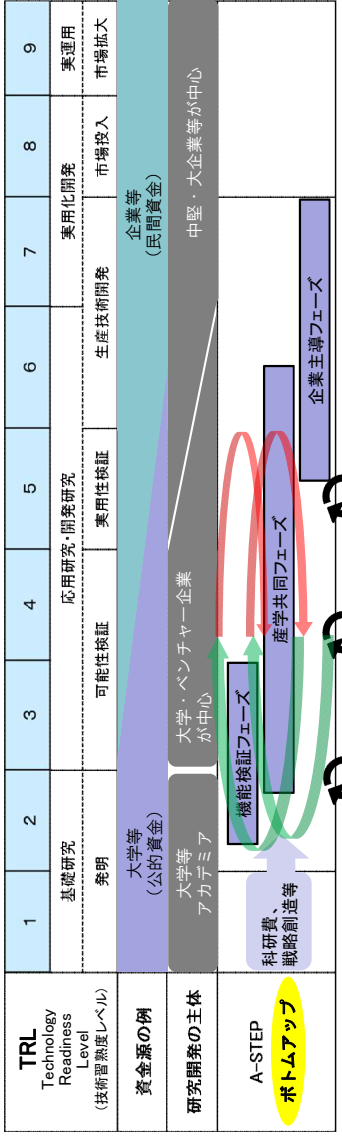 TRL
Technology
Readiness
Level
(技術習熟度レベル)
1
2
3
4
5
6
7
8
9
基礎研究
応用研究・開発研究
実用化開発
実運用
発明
可能性検証
実用性検証
生産技術開発
市場投入
市場拡大
資金源の例
大学等
(公的資金)
企業等
(民間資金)
研究開発の主体
大学等
アカデミア
大学・ベンチャー企業
が中心
中堅・大企業等が中心
A-STEP
ボトムアップ
科研費、
戦略創造等
機能検証フェーズ
産学共同フェーズ
企業主導フェーズ